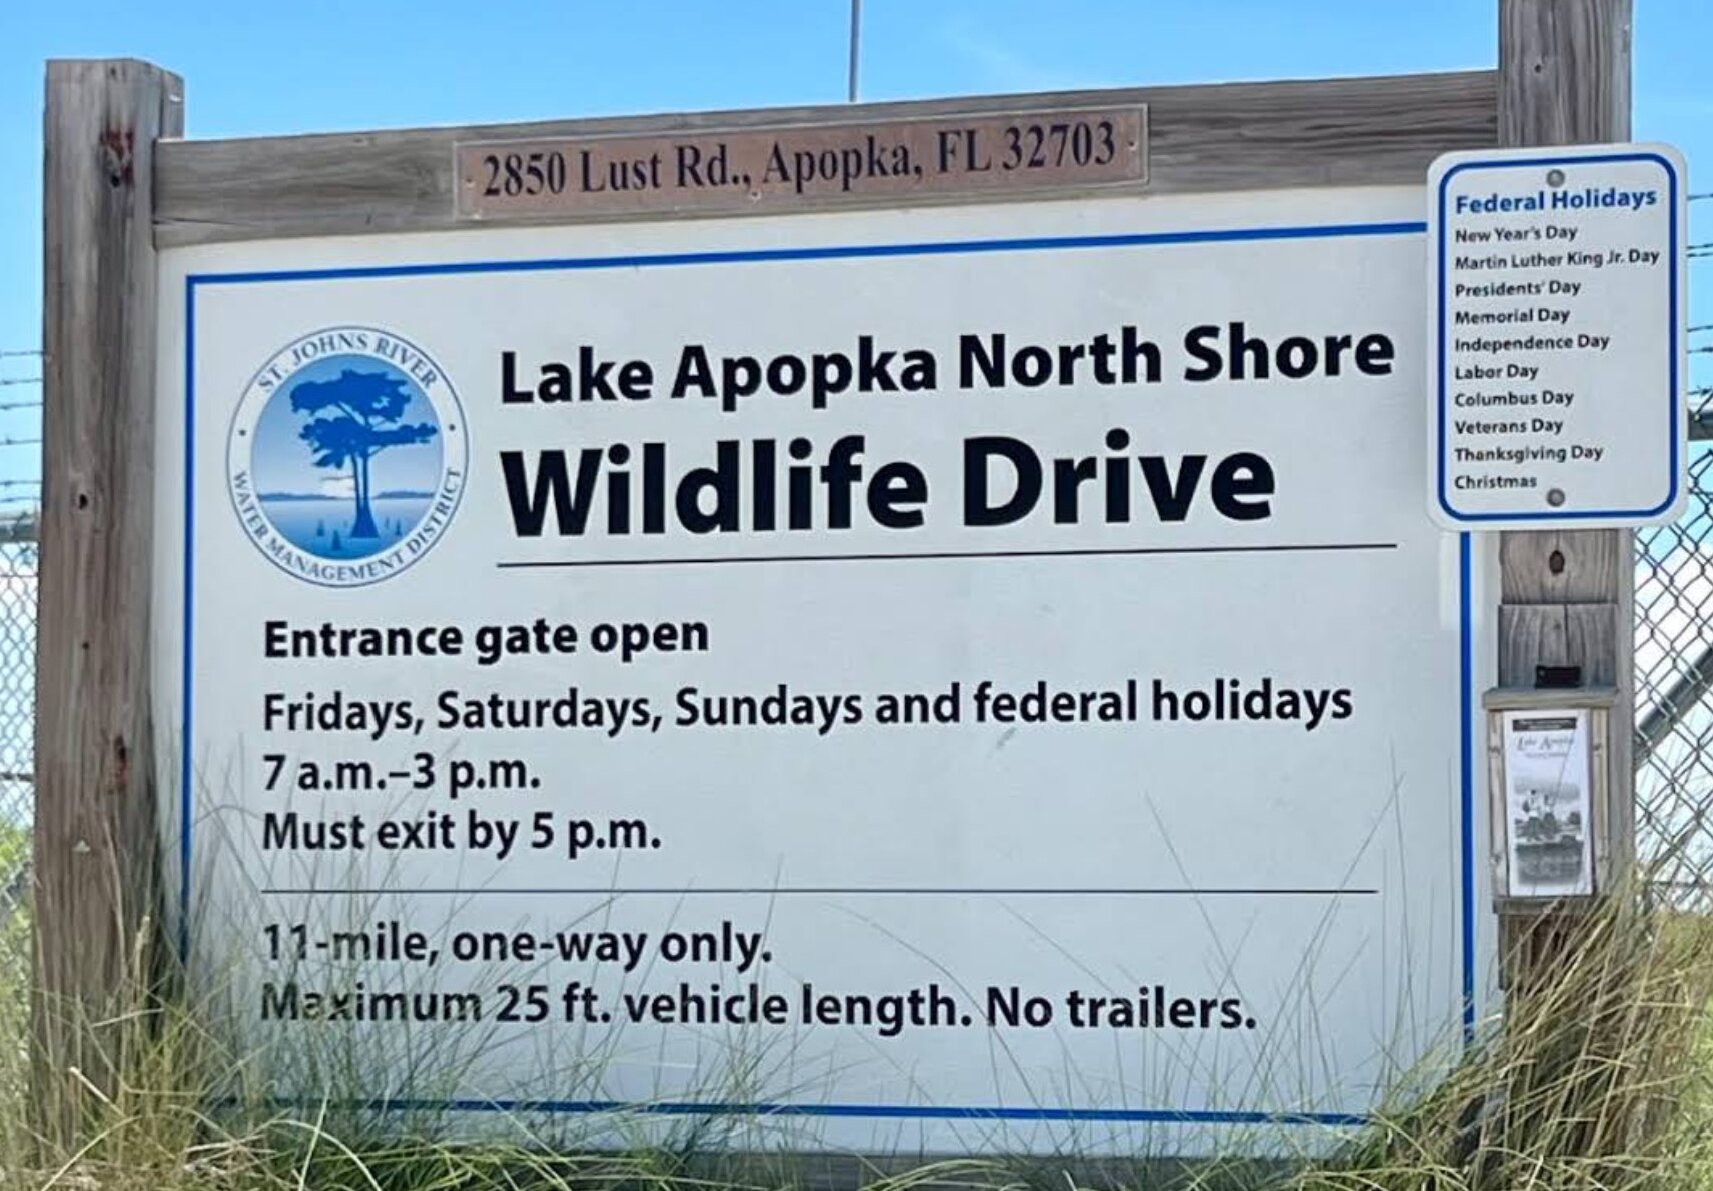 2850 Lust Rd., Apopka, FL 32703
ST. JOHNS RIVER
WATER MANAGEMENT DISTRICT
Lake Apopka North Shore
Wildlife Drive
Entrance gate open
Fridays, Saturdays, Sundays and federal holidays
7 a.m.–3 p.m.
Must exit by 5 p.m.
11-mile, one-way only.
Maximum 25 ft. vehicle length. No trailers.
Federal Holidays
New Year's Day
Martin Luther King Jr. Day
Presidents' Day
Memorial Day
Independence Day
Labor Day
Columbus Day
Veterans Day
Thanksgiving Day
Christmas
Lake Apopka